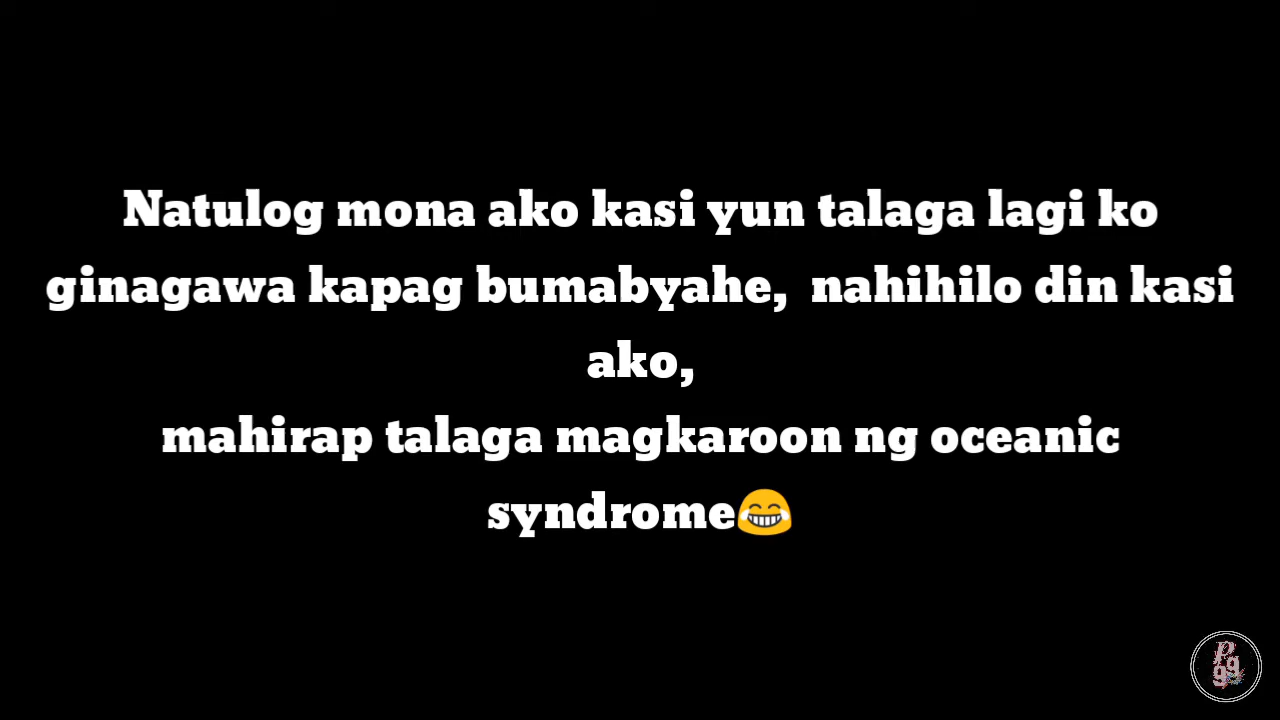 Natulog mona ako kasi yun talaga lagi ko
ginagawa kapag bumabyahe,  nahihilo din kasi
ako,
mahirap talaga magkaroon ng oceanic
syndrome😂
P
gg